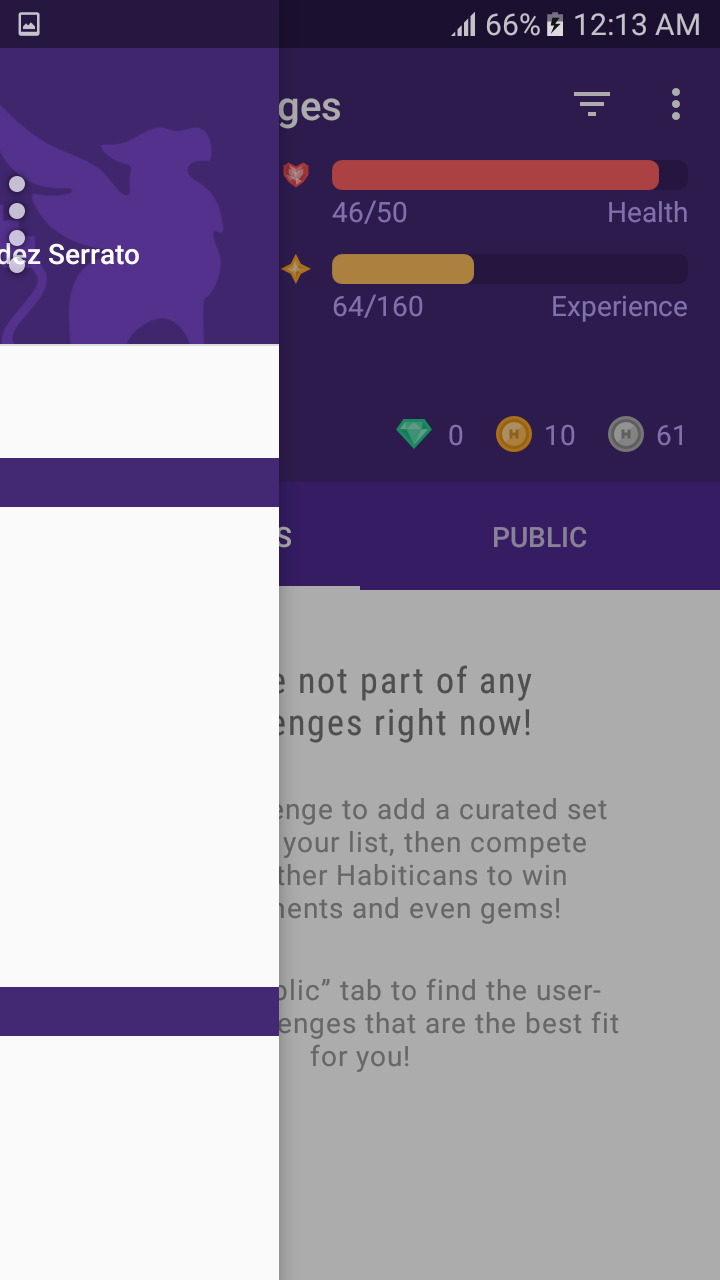 66% 12:13 AM
ges
46/50 Health
dez Serrato
64/160 Experience
0 10 61
S PUBLIC
e not part of any
enges right now!
enge to add a curated set
your list, then compete
ther Habiticans to win
ents and even gems!
blic” tab to find the user-
enges that are the best fit
for you!